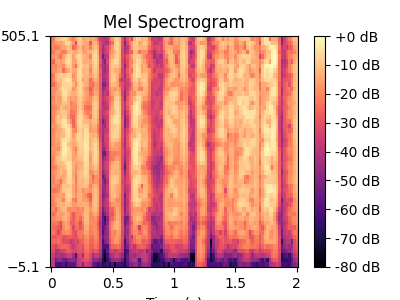 Mel Spectrogram
505.1
−5.1
0
0.5
1
1.5
2
+0 dB
-10 dB
-20 dB
-30 dB
-40 dB
-50 dB
-60 dB
-70 dB
-80 dB